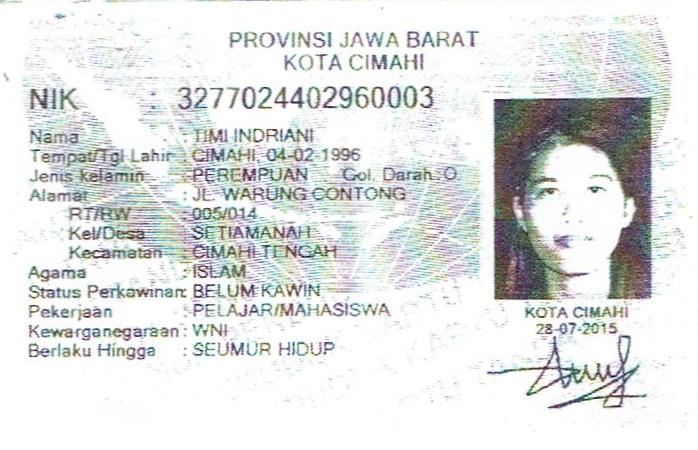 PROVINSI JAWA BARAT
KOTA CIMAHI
NIK : 3277024402960003
Nama : TIMI INDRIANI
Tempat/Tgl Lahir : CIMAHI, 04-02-1996
Jenis kelamin : PEREMPUAN Gol. Darah :O
Alamat : JL. WARUNG CONTONG
RT/RW : 005/014
Kel/Desa : SETIAMANAH
Kecamatan : CIMAHI TENGAH
Agama : ISLAM
Status Perkawinan: BELUM KAWIN
Pekerjaan : PELAJAR/MAHASISWA
Kewarganegaraan: WNI
Berlaku Hingga : SEUMUR HIDUP
KOTA CIMAHI
28-07-2015